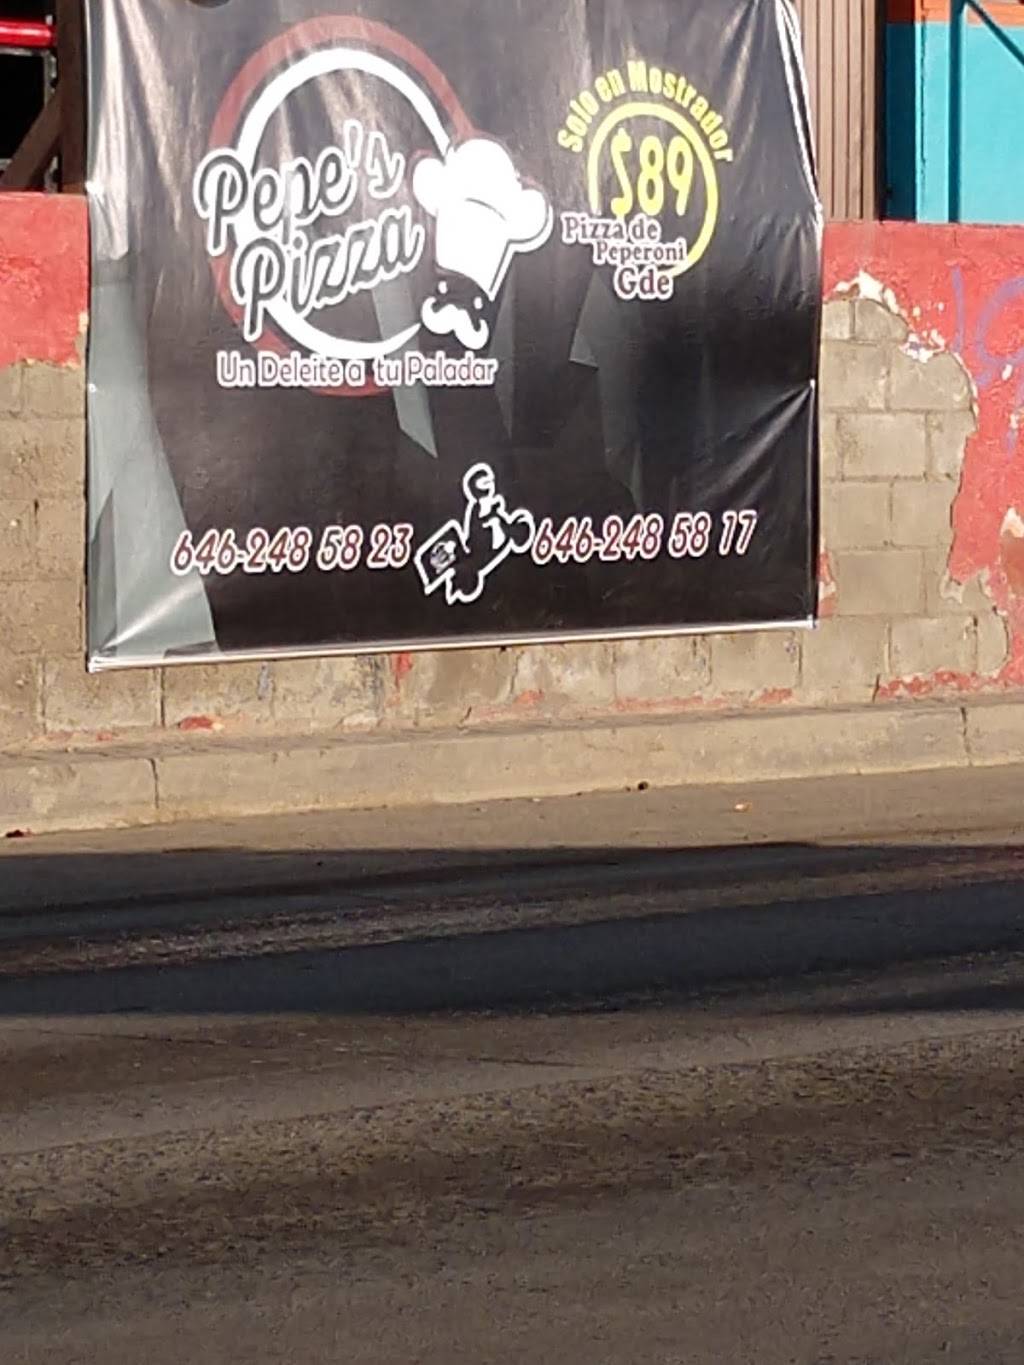 Pepe's
Pizza
Un Deleite a tu Paladar
Solo en Mostrador
$89
Pizza de
Peperoni
Gde
646-248 58 23
646-248 58 17